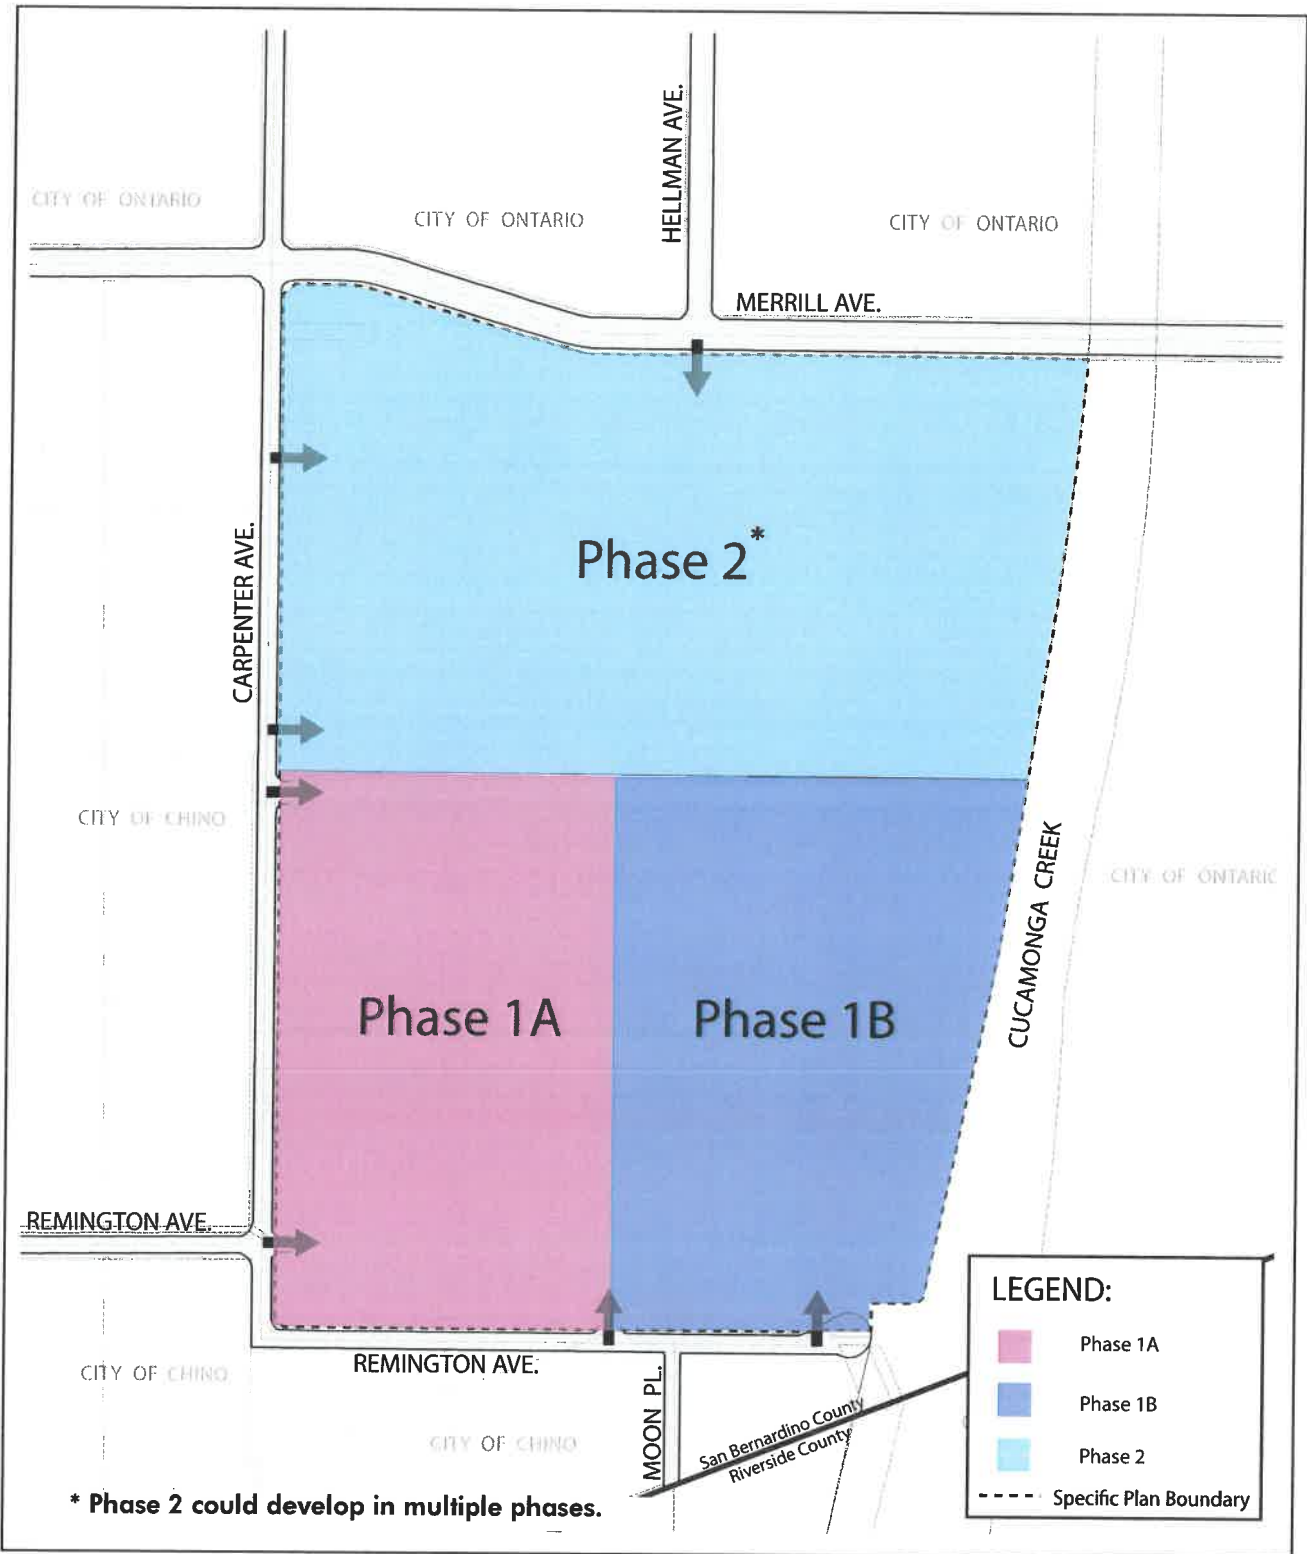 HELLMAN AVE.
CITY OF ONTARIO
CITY OF ONTARIO
CITY OF ONTARIO
MERRILL AVE.
CARPENTER AVE.
Phase 2*
CITY OF CHINO
CUCAMONGA CREEK
CITY OF ONTARIO
Phase 1A
Phase 1B
REMINGTON AVE.
REMINGTON AVE.
CITY OF CHINO
CITY OF CHINO
MOON PL.
San Bernardino County
Riverside County
LEGEND:
Phase 1A
Phase 1B
Phase 2
Specific Plan Boundary
* Phase 2 could develop in multiple phases.